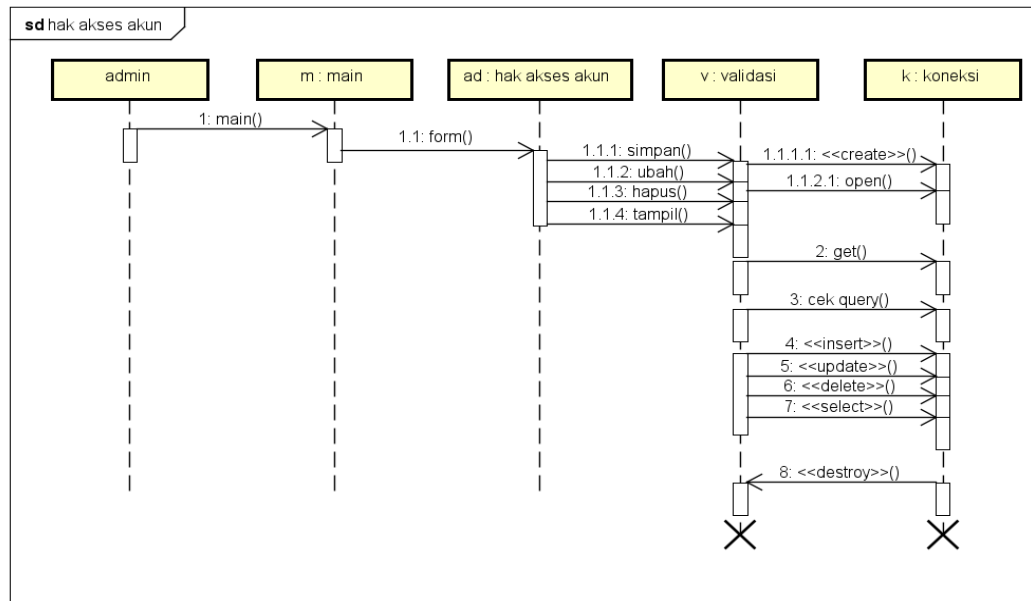 sd hak akses akun
admin
m : main
ad : hak akses akun
v : validasi
k : koneksi
1: main()
1.1: form()
1.1.1: simpan()
1.1.1.1: <<create>>()
1.1.2: ubah()
1.1.2.1: open()
1.1.3: hapus()
1.1.4: tampil()
2: get()
3: cek query()
4: <<insert>>()
5: <<update>>()
6: <<delete>>()
7: <<select>>()
8: <<destroy>>()